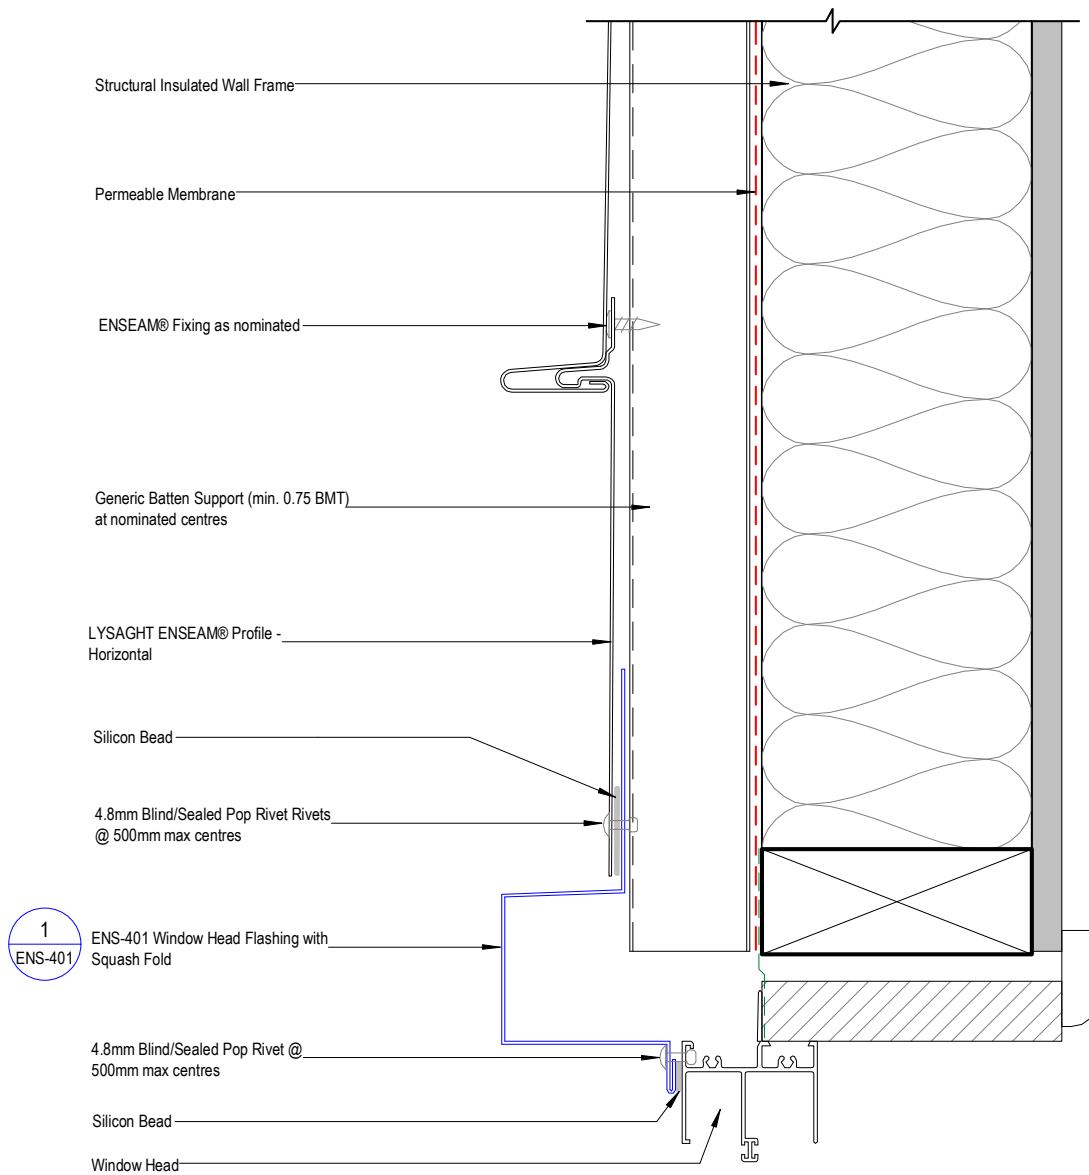 Structural Insulated Wall Frame
Permeable Membrane
ENSEAM® Fixing as nominated
Generic Batten Support (min. 0.75 BMT)
at nominated centres
LYSAGHT ENSEAM® Profile -
Horizontal
Silicon Bead
4.8mm Blind/Sealed Pop Rivet Rivets
@ 500mm max centres
1
ENS-401
ENS-401 Window Head Flashing with
Squash Fold
4.8mm Blind/Sealed Pop Rivet @
500mm max centres
Silicon Bead
Window Head